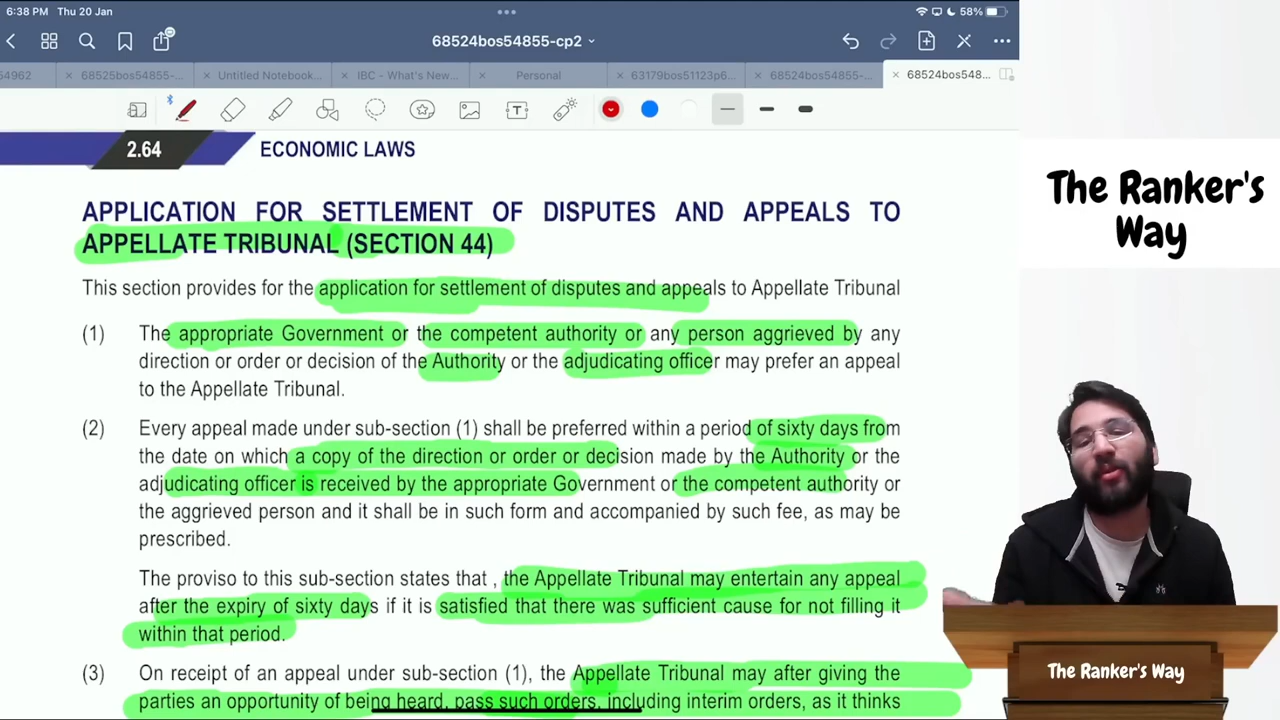 6:38 PM Thu 20 Jan
58%
68524bos54855-cp2
54962
68525bos54855-...
Untitled Notebook...
IBC - What's New...
Personal
63179bos51123p6...
68524bos54855-...
68524bos548...
2.64
ECONOMIC LAWS
APPLICATION FOR SETTLEMENT OF DISPUTES AND APPEALS TO
APPELLATE TRIBUNAL (SECTION 44)
This section provides for the application for settlement of disputes and appeals to Appellate Tribunal
(1) The appropriate Government or the competent authority or any person aggrieved by any
direction or order or decision of the Authority or the adjudicating officer may prefer an appeal
to the Appellate Tribunal.
(2) Every appeal made under sub-section (1) shall be preferred within a period of sixty days from
the date on which a copy of the direction or order or decision made by the Authority or the
adjudicating officer is received by the appropriate Government or the competent authority or
the aggrieved person and it shall be in such form and accompanied by such fee, as may be
prescribed.
The proviso to this sub-section states that , the Appellate Tribunal may entertain any appeal
after the expiry of sixty days if it is satisfied that there was sufficient cause for not filling it
within that period.
(3) On receipt of an appeal under sub-section (1), the Appellate Tribunal may after giving the
parties an opportunity of being heard, pass such orders, including interim orders, as it thinks
The Ranker's
Way
The Ranker's Way